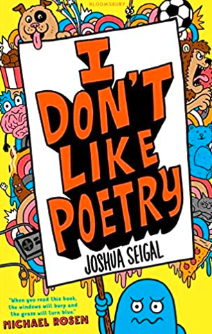 BLOOMSBURY
I
DON'T
LIKE
POETRY
JOSHUA SEIGAL
"When you read this book,
the windows will burp and
the grass will turn blue"
MICHAEL ROSEN